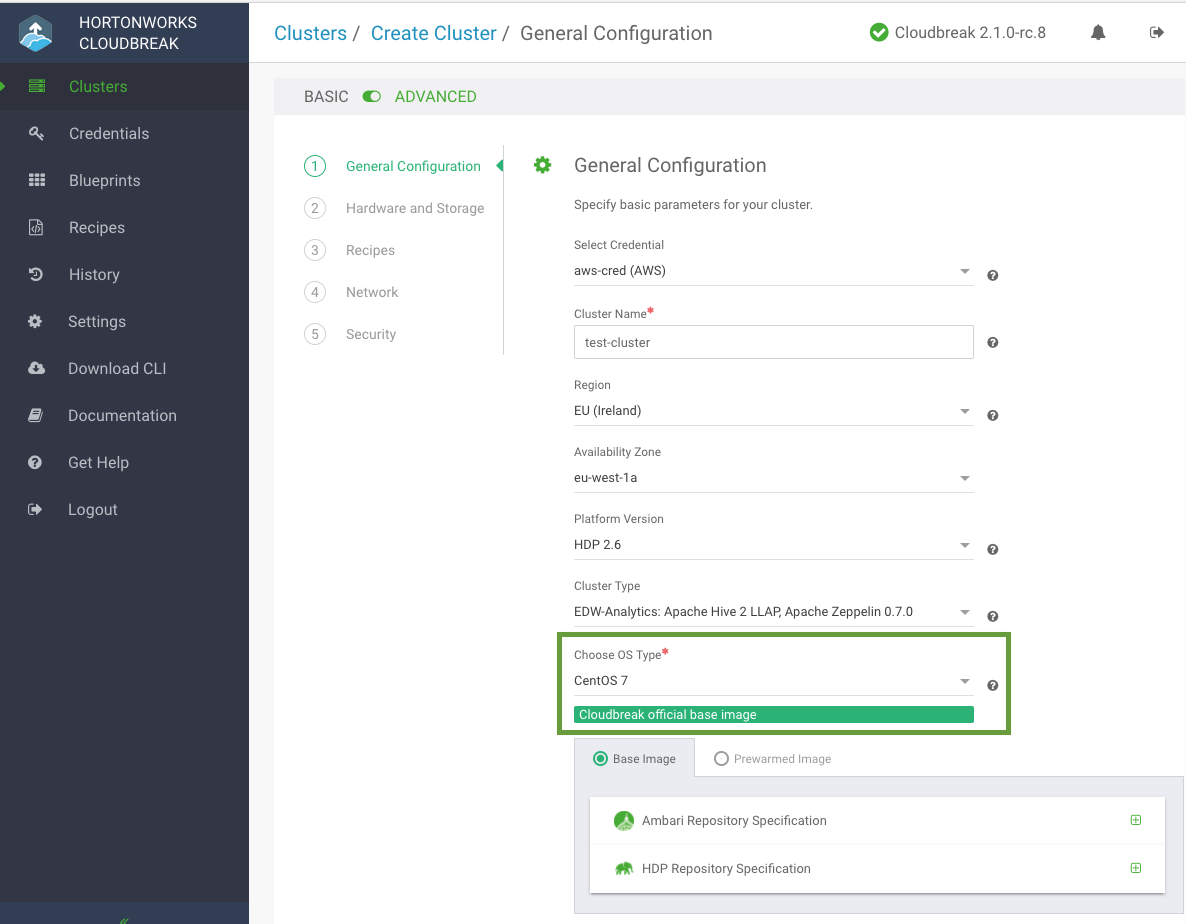 HORTONWORKS
CLOUDBREAK
Clusters / Create Cluster / General Configuration
Cloudbreak 2.1.0-rc.8
Clusters
Credentials
Blueprints
Recipes
History
Settings
Download CLI
Documentation
Get Help
Logout
BASIC ADVANCED
1 General Configuration
2 Hardware and Storage
3 Recipes
4 Network
5 Security
General Configuration
Specify basic parameters for your cluster.
Select Credential
aws-cred (AWS)
Cluster Name*
test-cluster
Region
EU (Ireland)
Availability Zone
eu-west-1a
Platform Version
HDP 2.6
Cluster Type
EDW-Analytics: Apache Hive 2 LLAP, Apache Zeppelin 0.7.0
Choose OS Type*
CentOS 7
Cloudbreak official base image
Base Image Prewarmed Image
Ambari Repository Specification
HDP Repository Specification